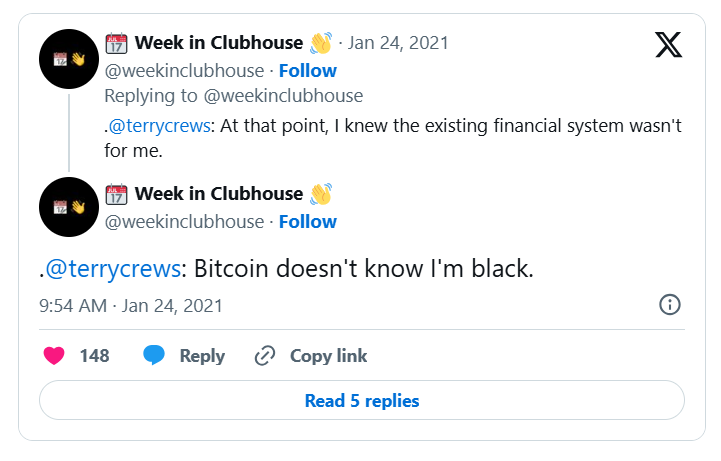 📅 Week in Clubhouse 👋 · Jan 24, 2021
@weekinclubhouse · Follow
Replying to @weekinclubhouse
.@terrycrews: At that point, I knew the existing financial system wasn't
for me.
📅 Week in Clubhouse 👋
@weekinclubhouse · Follow
.@terrycrews: Bitcoin doesn't know I'm black.
9:54 AM · Jan 24, 2021
148 Reply Copy link
Read 5 replies